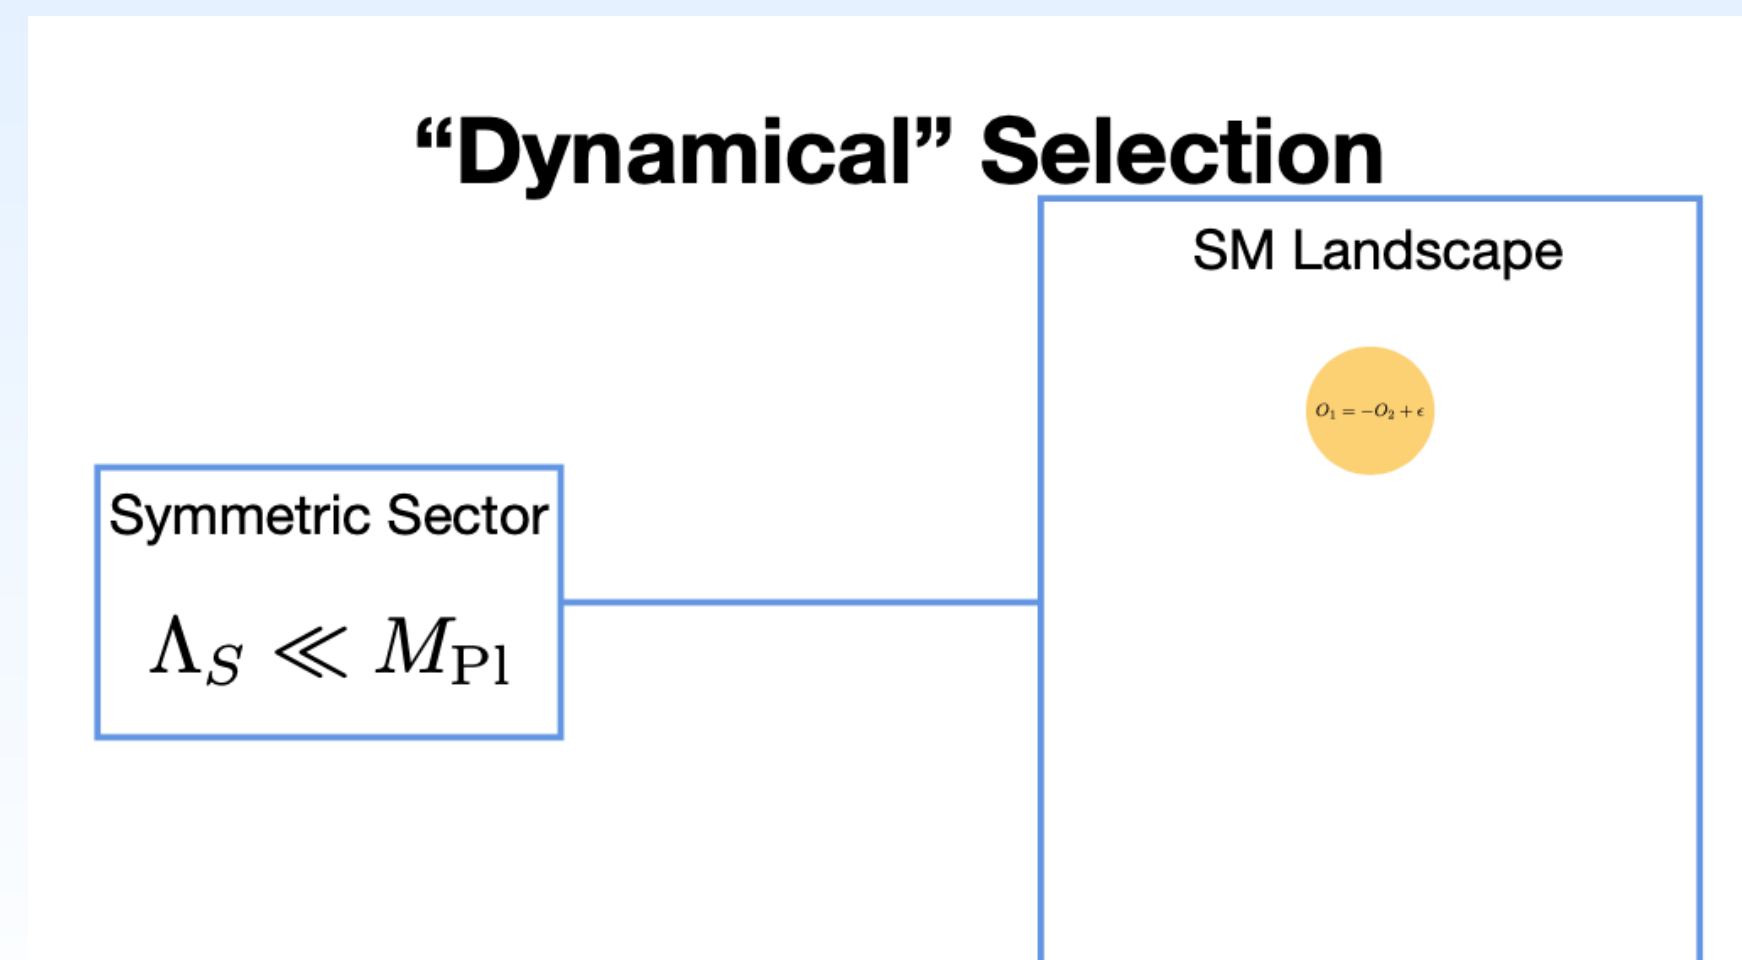 “Dynamical” Selection
SM Landscape
O₁ = −O₂ + ϵ
Symmetric Sector
Λ_S ≪ M_Pl